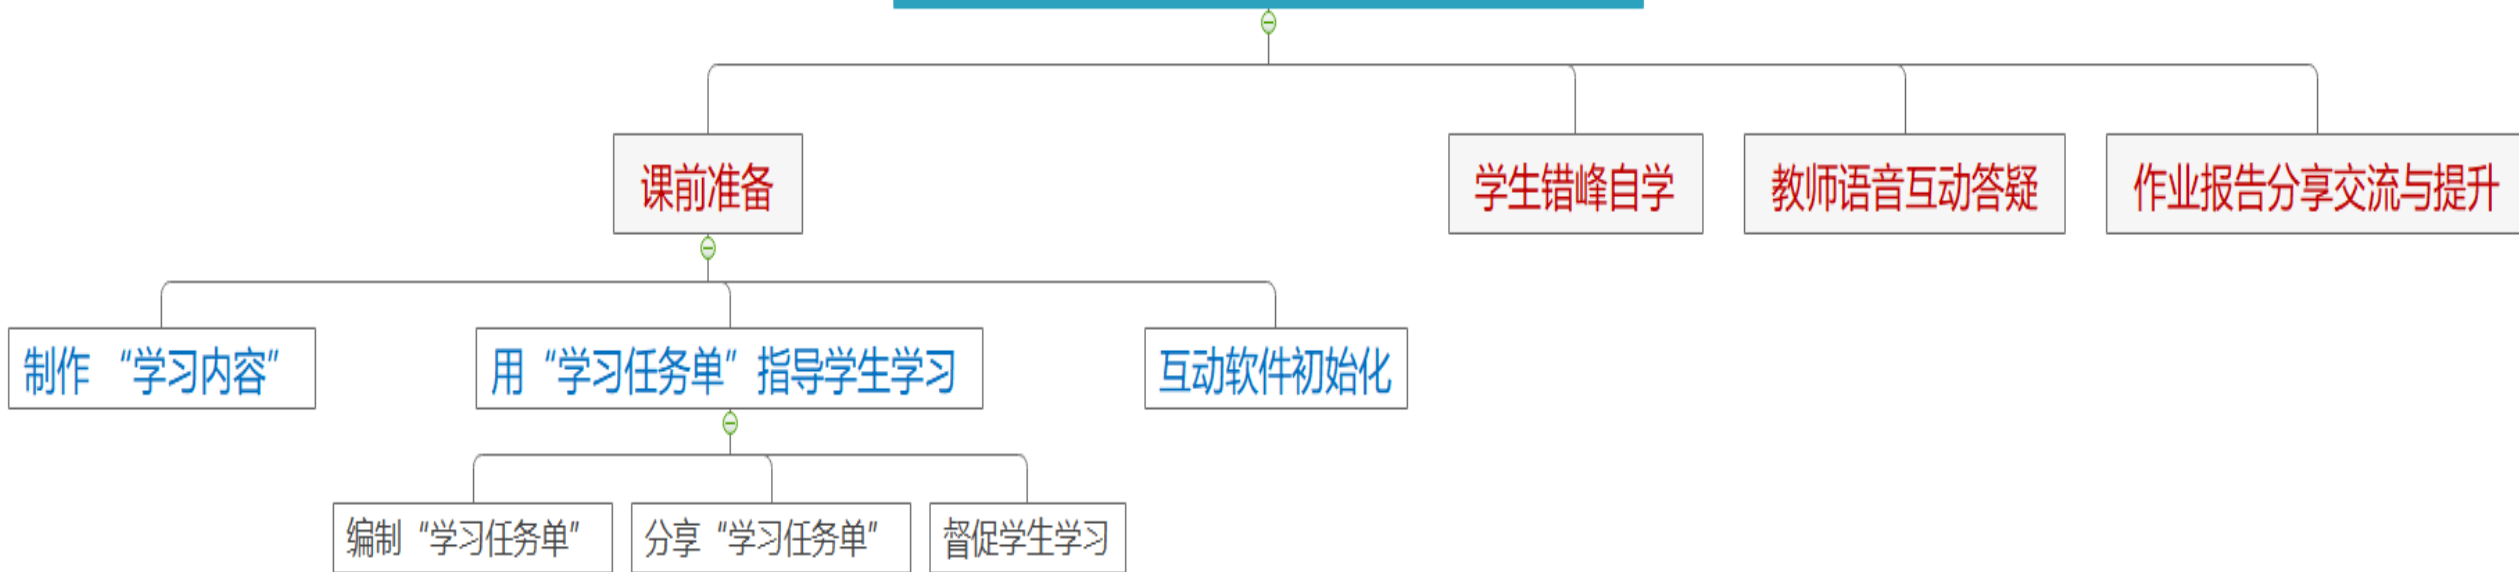 课前准备
学生错峰自学
教师语音互动答疑
作业报告分享交流与提升
制作 “学习内容”
用“学习任务单”指导学生学习
互动软件初始化
编制“学习任务单”
分享“学习任务单”
督促学生学习